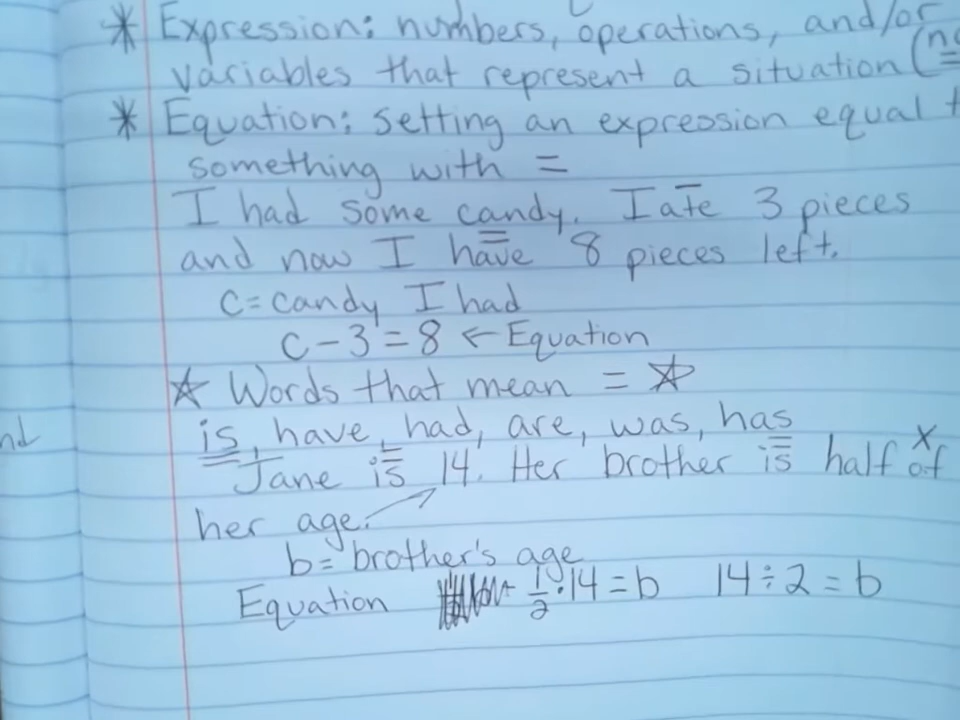 * Expression: numbers, operations, and/or
variables that represent a situation (no
* Equation: setting an expression equal t
something with =
I had some candy. I ate 3 pieces
and now I have 8 pieces left.
c = candy I had
c - 3 = 8 ← Equation
☆ Words that mean = ☆
is, have, had, are, was, has
Jane is 14. Her brother is half of
her age.
b = brother's age
Equation 1/2 · 14 = b 14 ÷ 2 = b